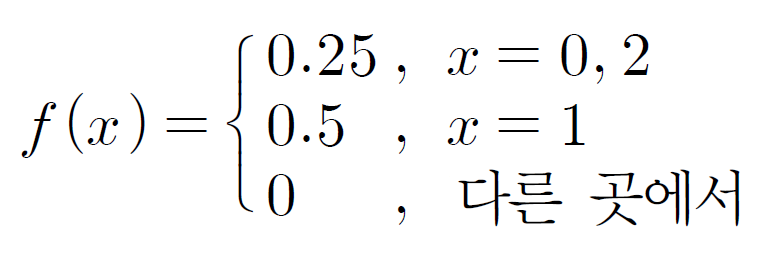 f(x) = { 0.25 , x = 0, 2
0.5 , x = 1
0 , 다른 곳에서